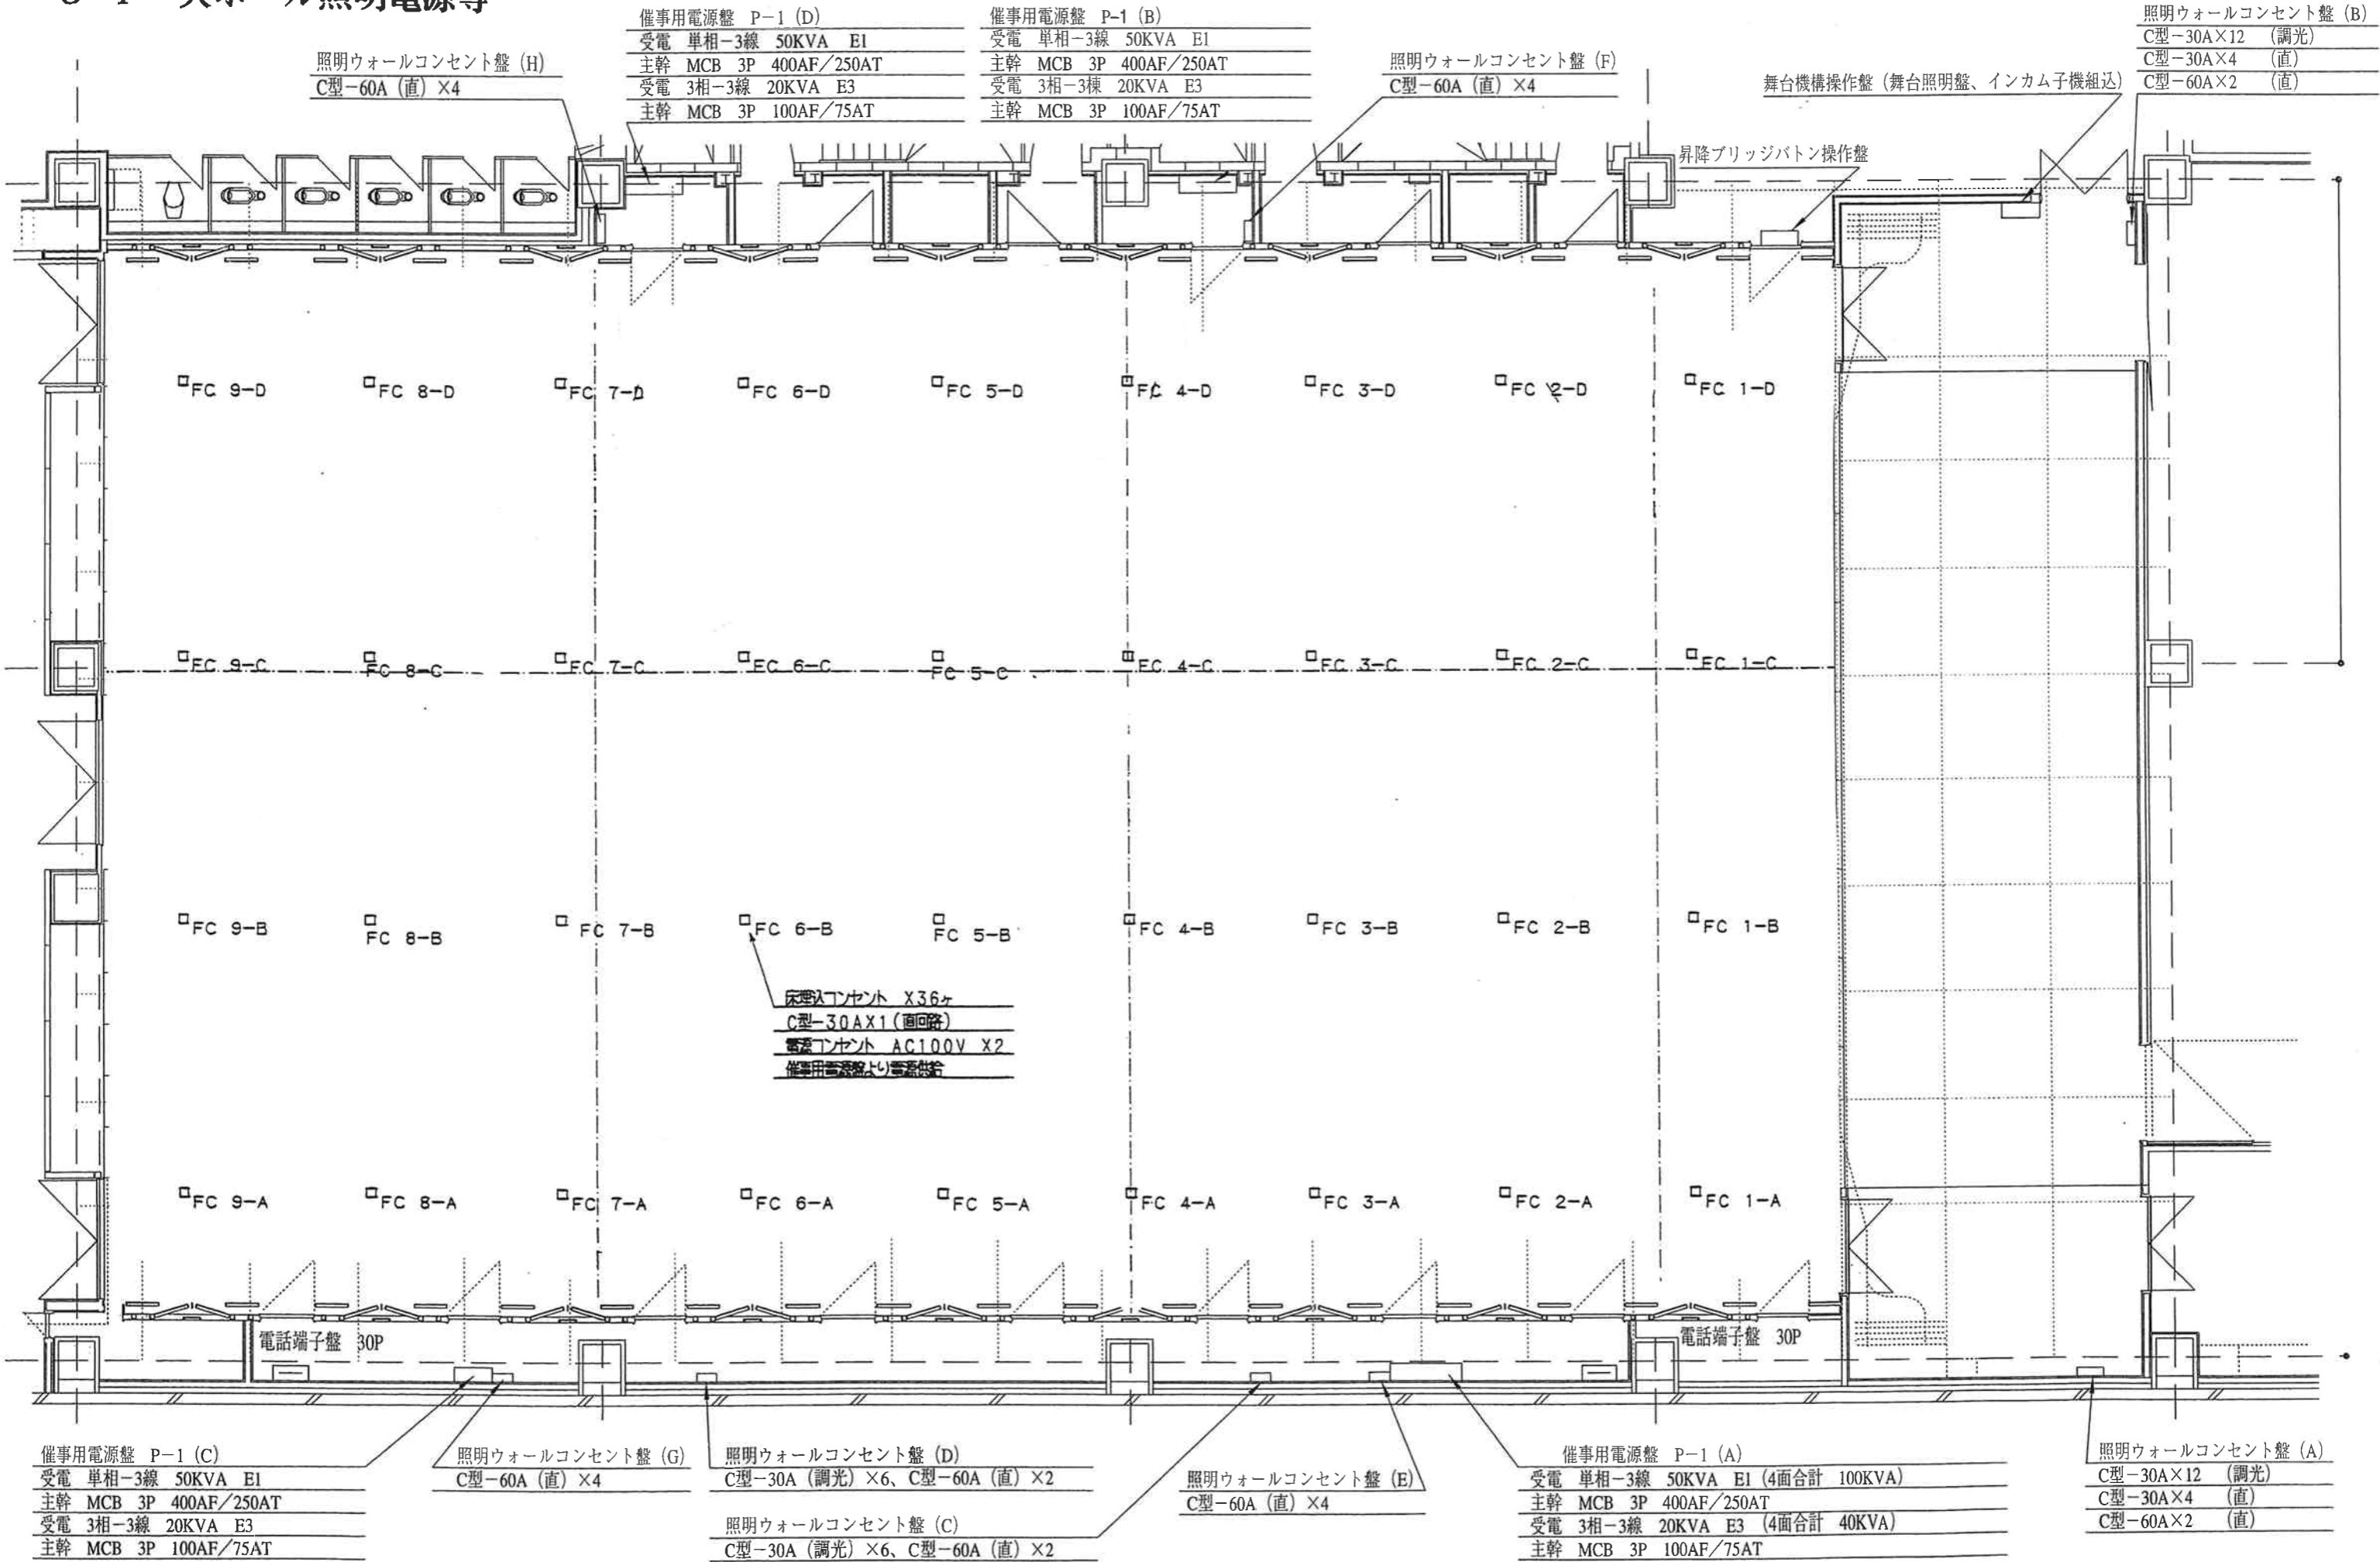 大ホール照明電源等
催事用電源盤 P-1 (D)
受電 単相-3線 50KVA E1
主幹 MCB 3P 400AF/250AT
受電 3相-3線 20KVA E3
主幹 MCB 3P 100AF/75AT
催事用電源盤 P-1 (B)
受電 単相-3線 50KVA E1
主幹 MCB 3P 400AF/250AT
受電 3相-3棟 20KVA E3
主幹 MCB 3P 100AF/75AT
照明ウォールコンセント盤 (B)
C型-30A×12 (調光)
C型-30A×4 (直)
C型-60A×2 (直)
照明ウォールコンセント盤 (H)
C型-60A (直) ×4
照明ウォールコンセント盤 (F)
C型-60A (直) ×4
舞台機構操作盤 (舞台照明盤、インカム子機組込)
昇降ブリッジバトン操作盤
FC 9-D
FC 8-D
FC 7-D
FC 6-D
FC 5-D
FC 4-D
FC 3-D
FC 2-D
FC 1-D
FC 9-C
FC 8-C
FC 7-C
FC 6-C
FC 5-C
FC 4-C
FC 3-C
FC 2-C
FC 1-C
FC 9-B
FC 8-B
FC 7-B
FC 6-B
FC 5-B
FC 4-B
FC 3-B
FC 2-B
FC 1-B
床埋込コンセント X36ヶ
C型-30AX1(直回路)
電源コンセント AC100V X2
催事用電源盤より電源供給
FC 9-A
FC 8-A
FC 7-A
FC 6-A
FC 5-A
FC 4-A
FC 3-A
FC 2-A
FC 1-A
電話端子盤 30P
電話端子盤 30P
催事用電源盤 P-1 (C)
受電 単相-3線 50KVA E1
主幹 MCB 3P 400AF/250AT
受電 3相-3線 20KVA E3
主幹 MCB 3P 100AF/75AT
照明ウォールコンセント盤 (G)
C型-60A (直) ×4
照明ウォールコンセント盤 (D)
C型-30A (調光) ×6、C型-60A (直) ×2
照明ウォールコンセント盤 (C)
C型-30A (調光) ×6、C型-60A (直) ×2
照明ウォールコンセント盤 (E)
C型-60A (直) ×4
催事用電源盤 P-1 (A)
受電 単相-3線 50KVA E1 (4面合計 100KVA)
主幹 MCB 3P 400AF/250AT
受電 3相-3線 20KVA E3 (4面合計 40KVA)
主幹 MCB 3P 100AF/75AT
照明ウォールコンセント盤 (A)
C型-30A×12 (調光)
C型-30A×4 (直)
C型-60A×2 (直)